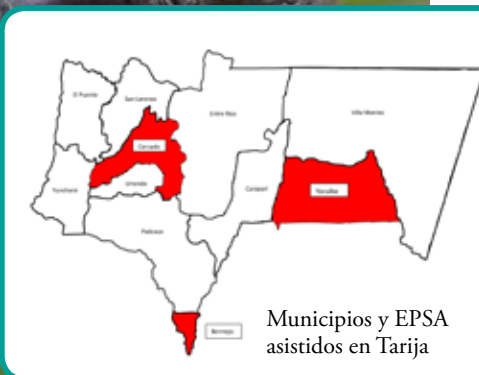 El Puente
San Lorenzo
Entre Ríos
Villa Montes
Cercado
Yunchará
Uriondo
Caraparí
Yacuiba
Padcaya
Bermejo
Municipios y EPSA
asistidos en Tarija